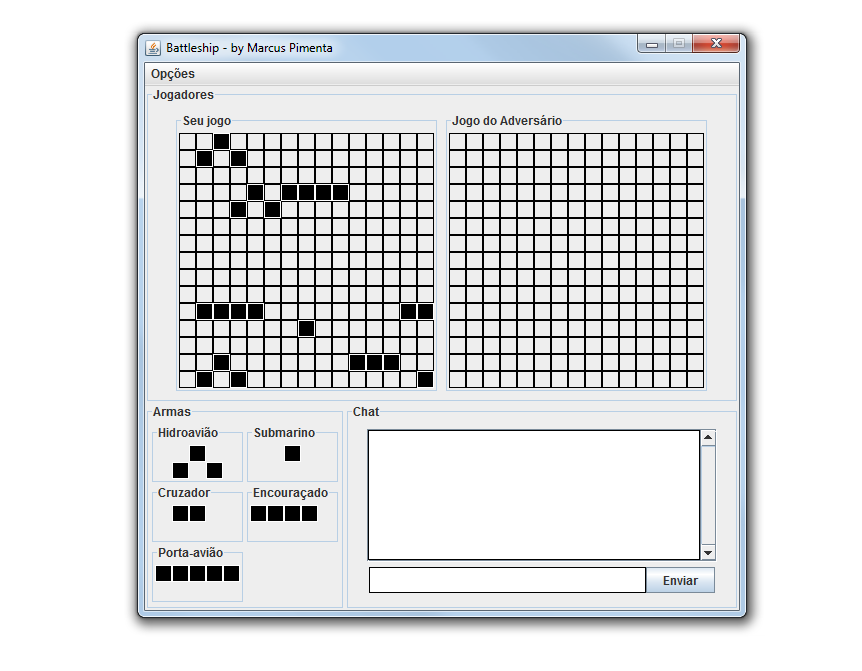 Battleship - by Marcus Pimenta
Opções
Jogadores
Seu jogo
Jogo do Adversário
Armas
Hidroavião
Submarino
Cruzador
Encouraçado
Porta-avião
Chat
Enviar